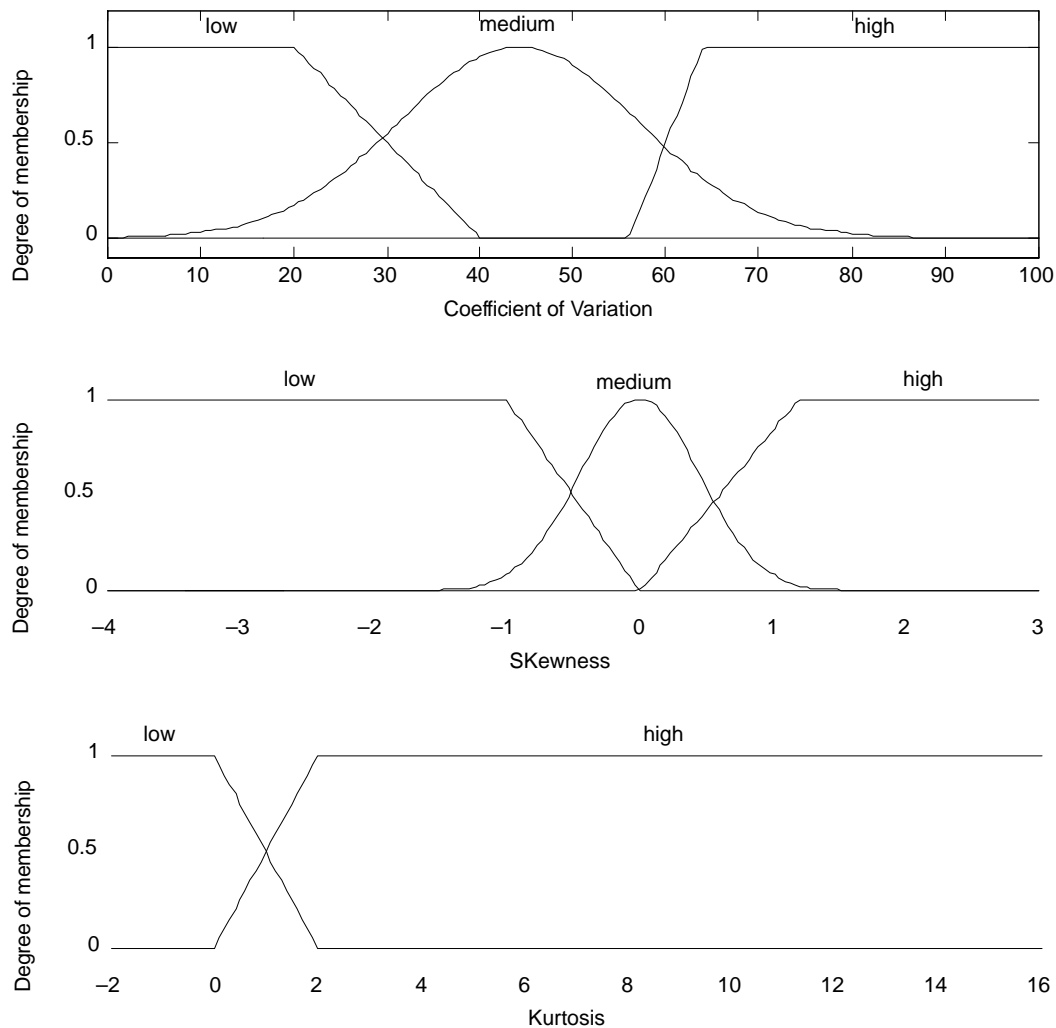 low medium high
1
0.5
0
Degree of membership
0 10 20 30 40 50 60 70 80 90 100
Coefficient of Variation
low medium high
1
0.5
0
Degree of membership
–4 –3 –2 –1 0 1 2 3
SKewness
low high
1
0.5
0
Degree of membership
–2 0 2 4 6 8 10 12 14 16
Kurtosis